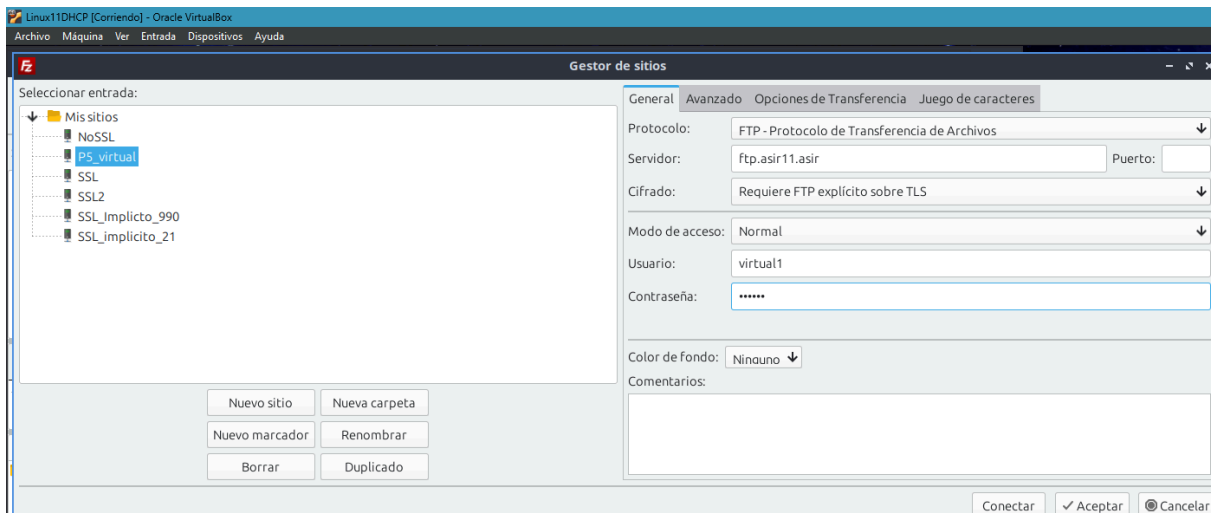 Linux11DHCP [Corriendo] - Oracle VirtualBox
Archivo Máquina Ver Entrada Dispositivos Ayuda
Fz Gestor de sitios
Seleccionar entrada:
Mis sitios
NoSSL
P5_virtual
SSL
SSL2
SSL_Implicto_990
SSL_implicito_21
Nuevo sitio Nueva carpeta
Nuevo marcador Renombrar
Borrar Duplicado
General Avanzado Opciones de Transferencia Juego de caracteres
Protocolo: FTP - Protocolo de Transferencia de Archivos
Servidor: ftp.asir11.asir Puerto:
Cifrado: Requiere FTP explícito sobre TLS
Modo de acceso: Normal
Usuario: virtual1
Contraseña: ••••••
Color de fondo: Ninguno
Comentarios:
Conectar Aceptar Cancelar